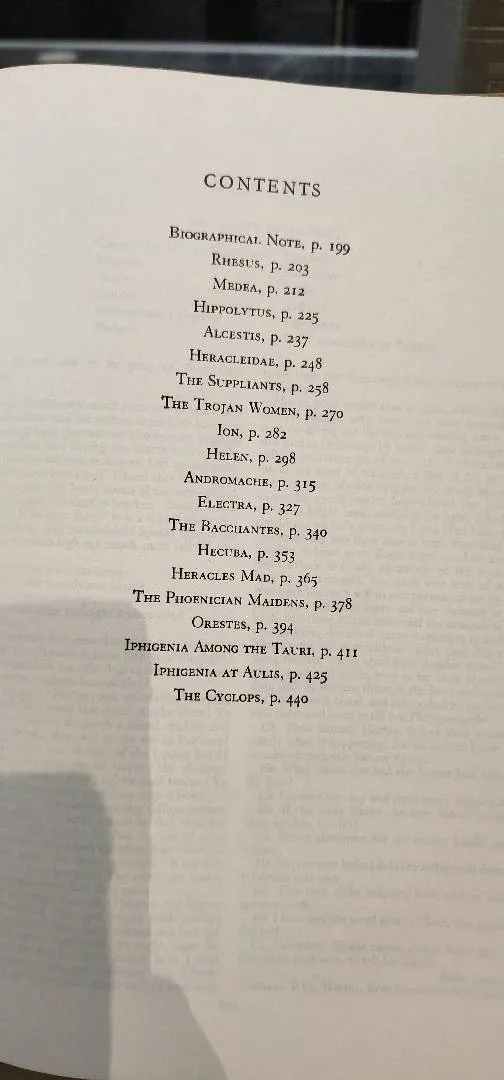 CONTENTS
BIOGRAPHICAL NOTE, p. 199
RHESUS, p. 203
MEDEA, p. 212
HIPPOLYTUS, p. 225
ALCESTIS, p. 237
HERACLEIDAE, p. 248
THE SUPPLIANTS, p. 258
THE TROJAN WOMEN, p. 270
ION, p. 282
HELEN, p. 298
ANDROMACHE, p. 315
ELECTRA, p. 327
THE BACCHANTES, p. 340
HECUBA, p. 353
HERACLES MAD, p. 365
THE PHOENICIAN MAIDENS, p. 378
ORESTES, p. 394
IPHIGENIA AMONG THE TAURI, p. 411
IPHIGENIA AT AULIS, p. 425
THE CYCLOPS, p. 440